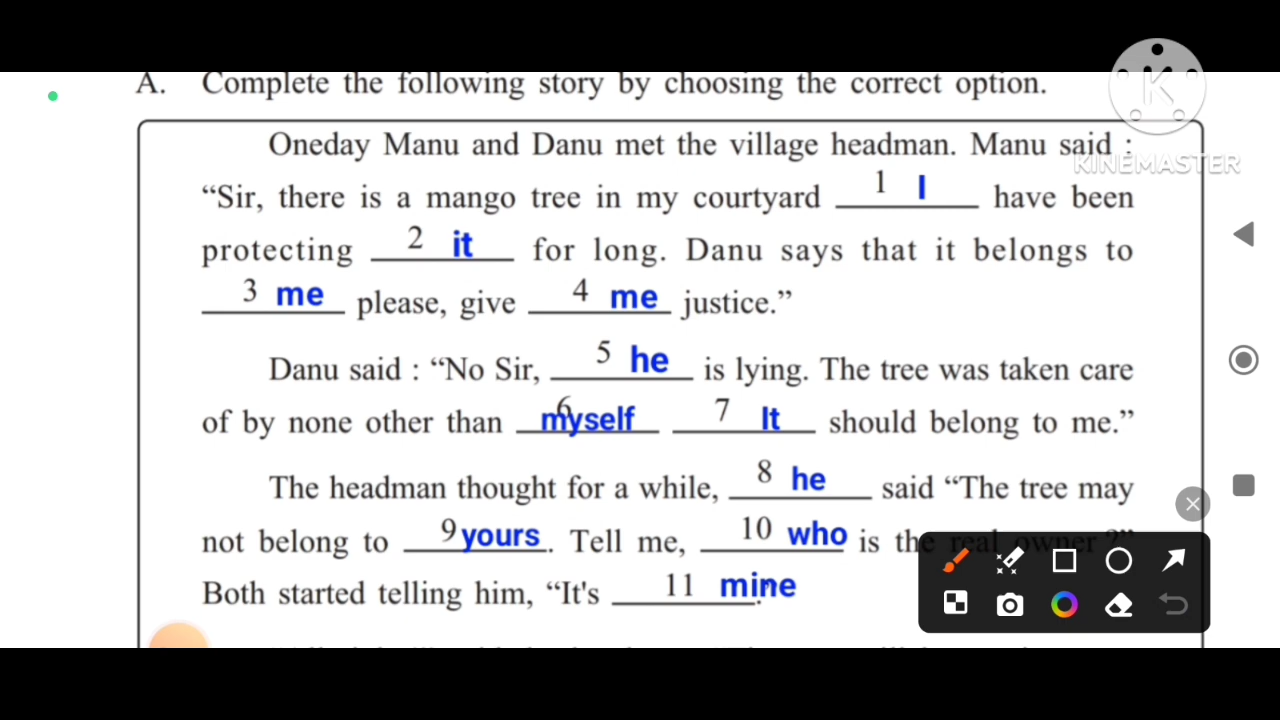 A. Complete the following story by choosing the correct option.
KINEMASTER
Oneday Manu and Danu met the village headman. Manu said :
“Sir, there is a mango tree in my courtyard 1 I have been
protecting 2 it for long. Danu says that it belongs to
3 me please, give 4 me justice.”
Danu said : “No Sir, 5 he is lying. The tree was taken care
of by none other than 6 myself 7 It should belong to me.”
The headman thought for a while, 8 he said “The tree may
not belong to 9 yours. Tell me, 10 who is the real owner ?”
Both started telling him, “It's 11 mine.”